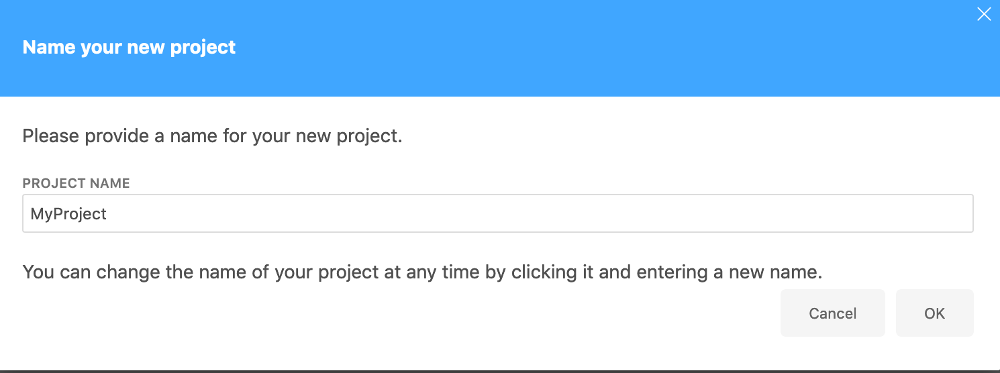 Name your new project
Please provide a name for your new project.
PROJECT NAME
MyProject
You can change the name of your project at any time by clicking it and entering a new name.
Cancel
OK